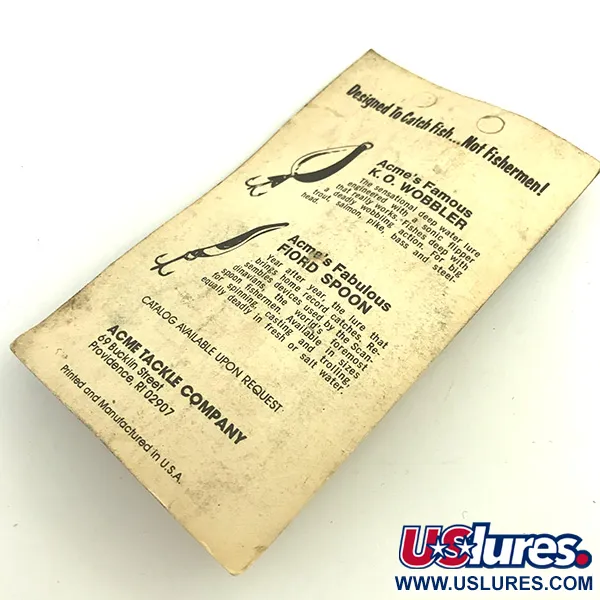 Designed To Catch Fish... Not Fishermen!
Acme's Famous
K.O. WOBBLER
The sensational deep water lure
engineered with a sonic flipper
that really works. Fishes deep with
a deadly wobbling action. For big
trout, salmon, pike, bass and steel-
head.
Acme's Fabulous
FIORD SPOON
Year after year, the lure that
brings home record catches. Re-
sembles devices used by the Scan-
dinavians, the world's foremost
spoon fishermen. Available in sizes
for spinning, casting and trolling,
equally deadly in fresh or salt water.
CATALOG AVAILABLE UPON REQUEST
ACME TACKLE COMPANY
69 Bucklin Street
Providence, RI 02907
Printed and Manufactured in U.S.A.
USlures.
WWW.USLURES.COM